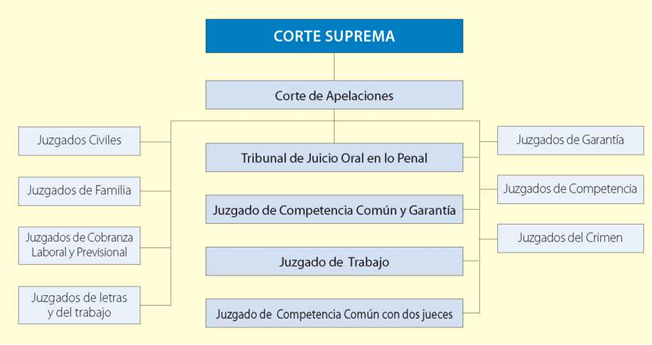 CORTE SUPREMA
Corte de Apelaciones
Juzgados Civiles
Juzgados de Familia
Juzgados de Cobranza
Laboral y Previsional
Juzgados de letras
y del trabajo
Tribunal de Juicio Oral en lo Penal
Juzgado de Competencia Común y Garantía
Juzgado de Trabajo
Juzgado de Competencia Común con dos jueces
Juzgados de Garantía
Juzgados de Competencia
Juzgados del Crimen